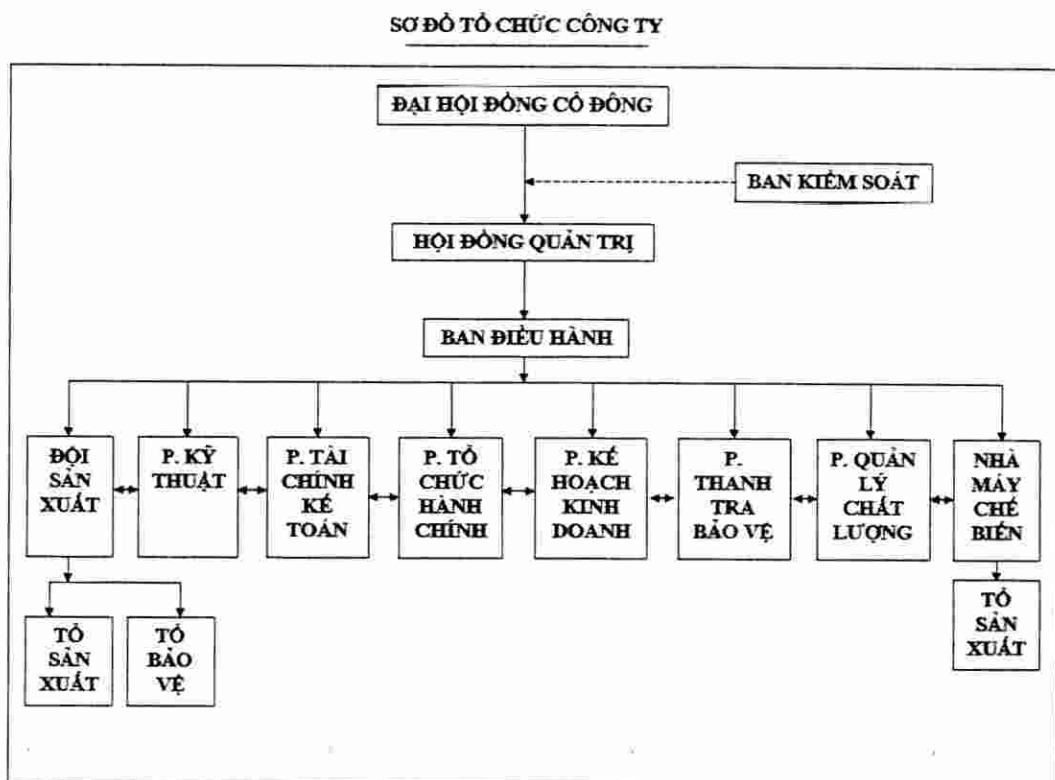 SƠ ĐỒ TỔ CHỨC CÔNG TY
ĐẠI HỘI ĐỒNG CỔ ĐÔNG
BAN KIỂM SOÁT
HỘI ĐỒNG QUẢN TRỊ
BAN ĐIỀU HÀNH
ĐỘI
SẢN
XUẤT
P. KỸ
THUẬT
P. TÀI
CHÍNH
KẾ
TOÁN
P. TỔ
CHỨC
HÀNH
CHÍNH
P. KẾ
HOẠCH
KINH
DOANH
P.
THANH
TRA
BẢO VỆ
P. QUẢN
LÝ
CHẤT
LƯỢNG
NHÀ
MÁY
CHẾ
BIẾN
TỔ
SẢN
XUẤT
TỔ
BẢO
VỆ
TỔ
SẢN
XUẤT